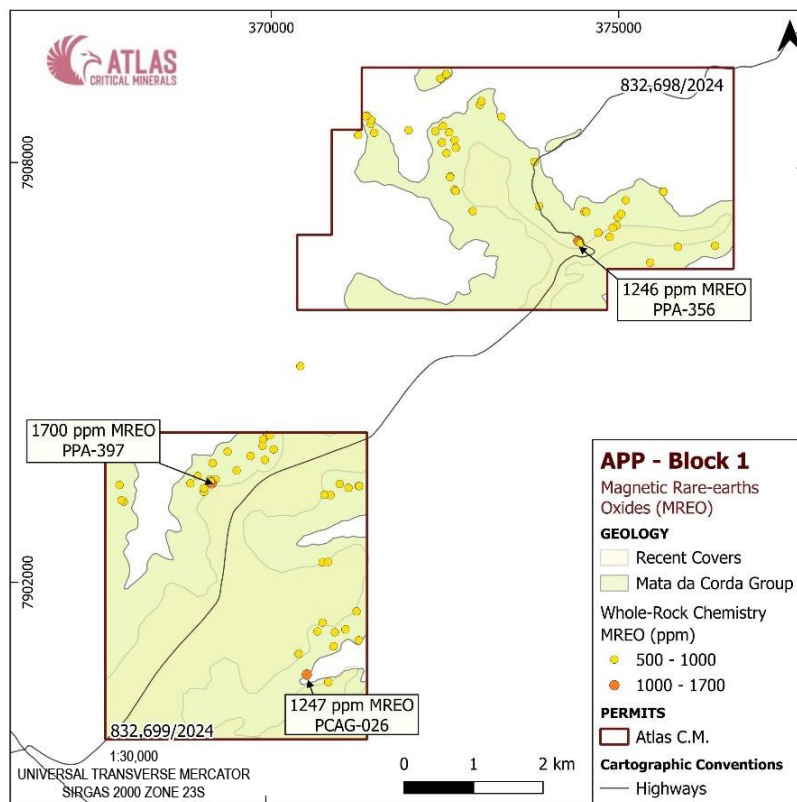 370000
375000
ATLAS
CRITICAL MINERALS
832,698/2024
7908000
1246 ppm MREO
PPA-356
1700 ppm MREO
PPA-397
7902000
1247 ppm MREO
PCAG-026
832,699/2024
1:30,000
UNIVERSAL TRANSVERSE MERCATOR
SIRGAS 2000 ZONE 23S
0 1 2 km
APP - Block 1
Magnetic Rare-earths
Oxides (MREO)
GEOLOGY
Recent Covers
Mata da Corda Group
Whole-Rock Chemistry
MREO (ppm)
500 - 1000
1000 - 1700
PERMITS
Atlas C.M.
Cartographic Conventions
Highways